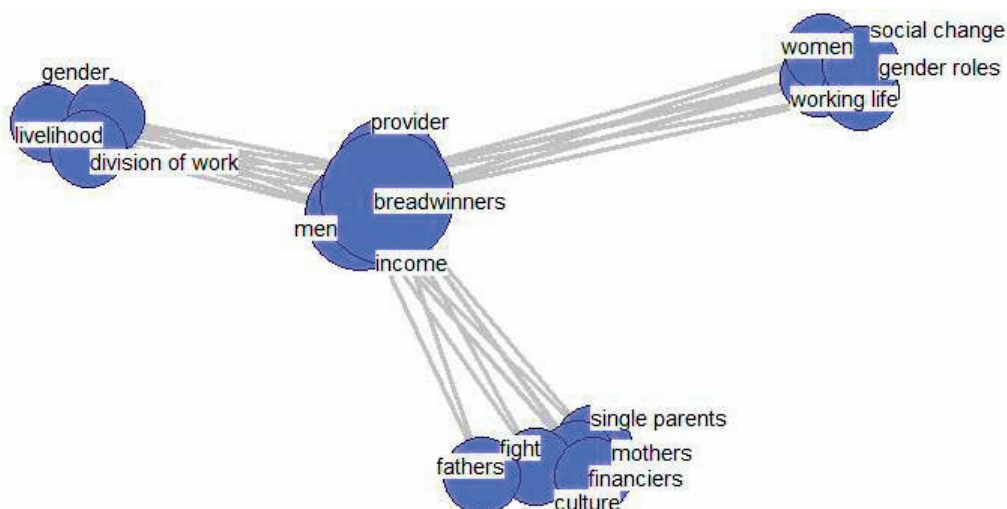 gender
livelihood
division of work
provider
breadwinners
men
income
women
social change
gender roles
working life
single parents
fight
mothers
fathers
financiers
culture